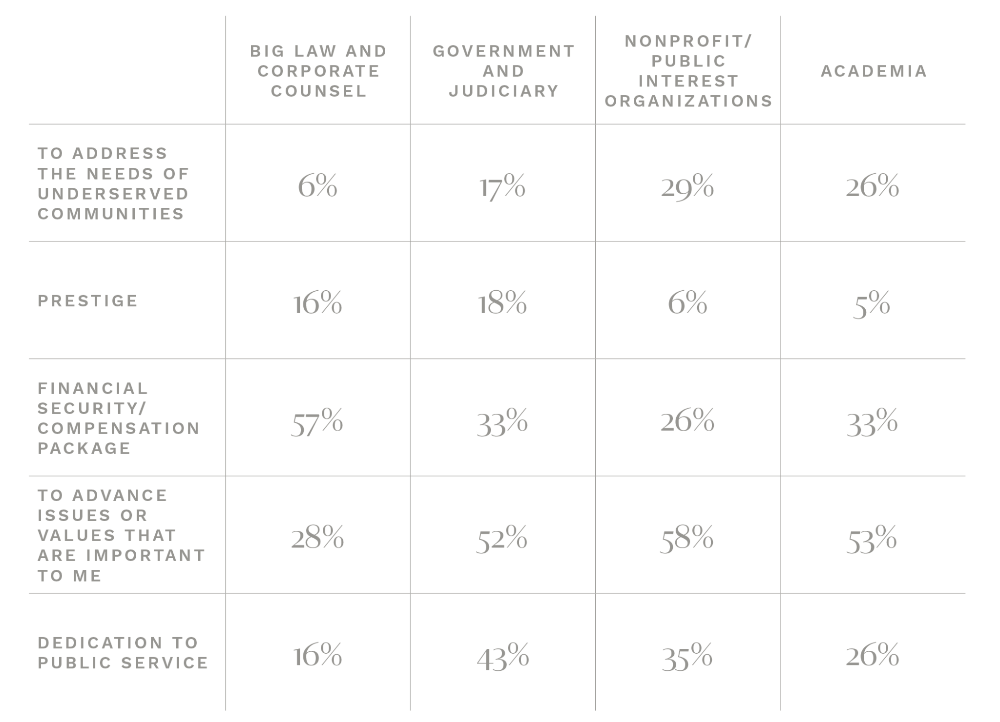 BIG LAW AND
CORPORATE
COUNSEL
GOVERNMENT
AND
JUDICIARY
NONPROFIT/
PUBLIC
INTEREST
ORGANIZATIONS
ACADEMIA
TO ADDRESS
THE NEEDS OF
UNDERSERVED
COMMUNITIES
6%
17%
29%
26%
PRESTIGE
16%
18%
6%
5%
FINANCIAL
SECURITY/
COMPENSATION
PACKAGE
57%
33%
26%
33%
TO ADVANCE
ISSUES OR
VALUES THAT
ARE IMPORTANT
TO ME
28%
52%
58%
53%
DEDICATION TO
PUBLIC SERVICE
16%
43%
35%
26%